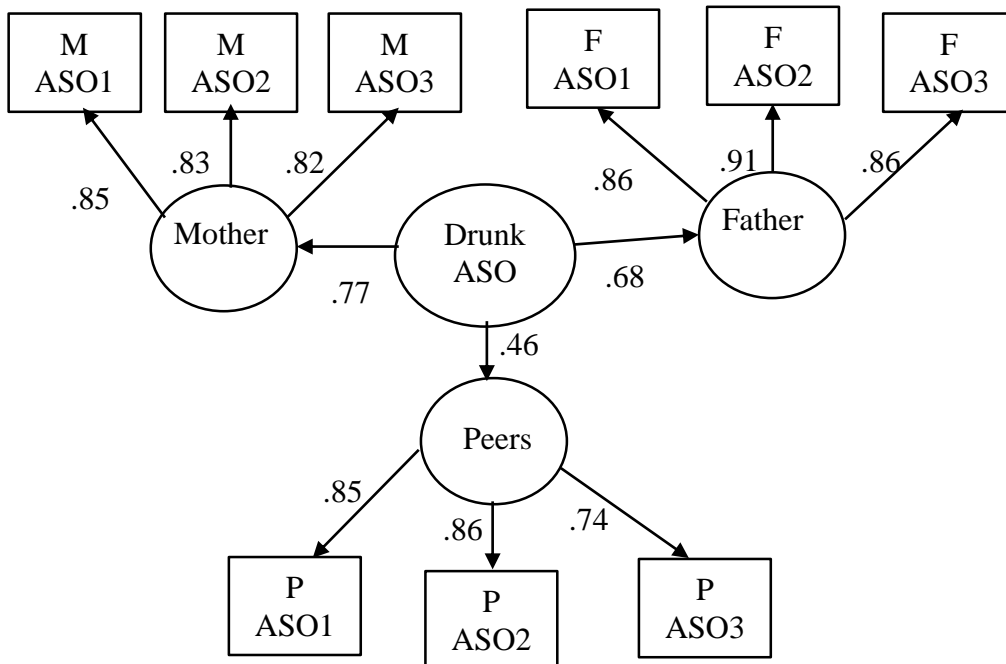 M
ASO1
M
ASO2
M
ASO3
F
ASO1
F
ASO2
F
ASO3
.85
.83
.82
.86
.91
.86
Mother
Drunk
ASO
Father
.77
.68
.46
Peers
.85
.86
.74
P
ASO1
P
ASO2
P
ASO3